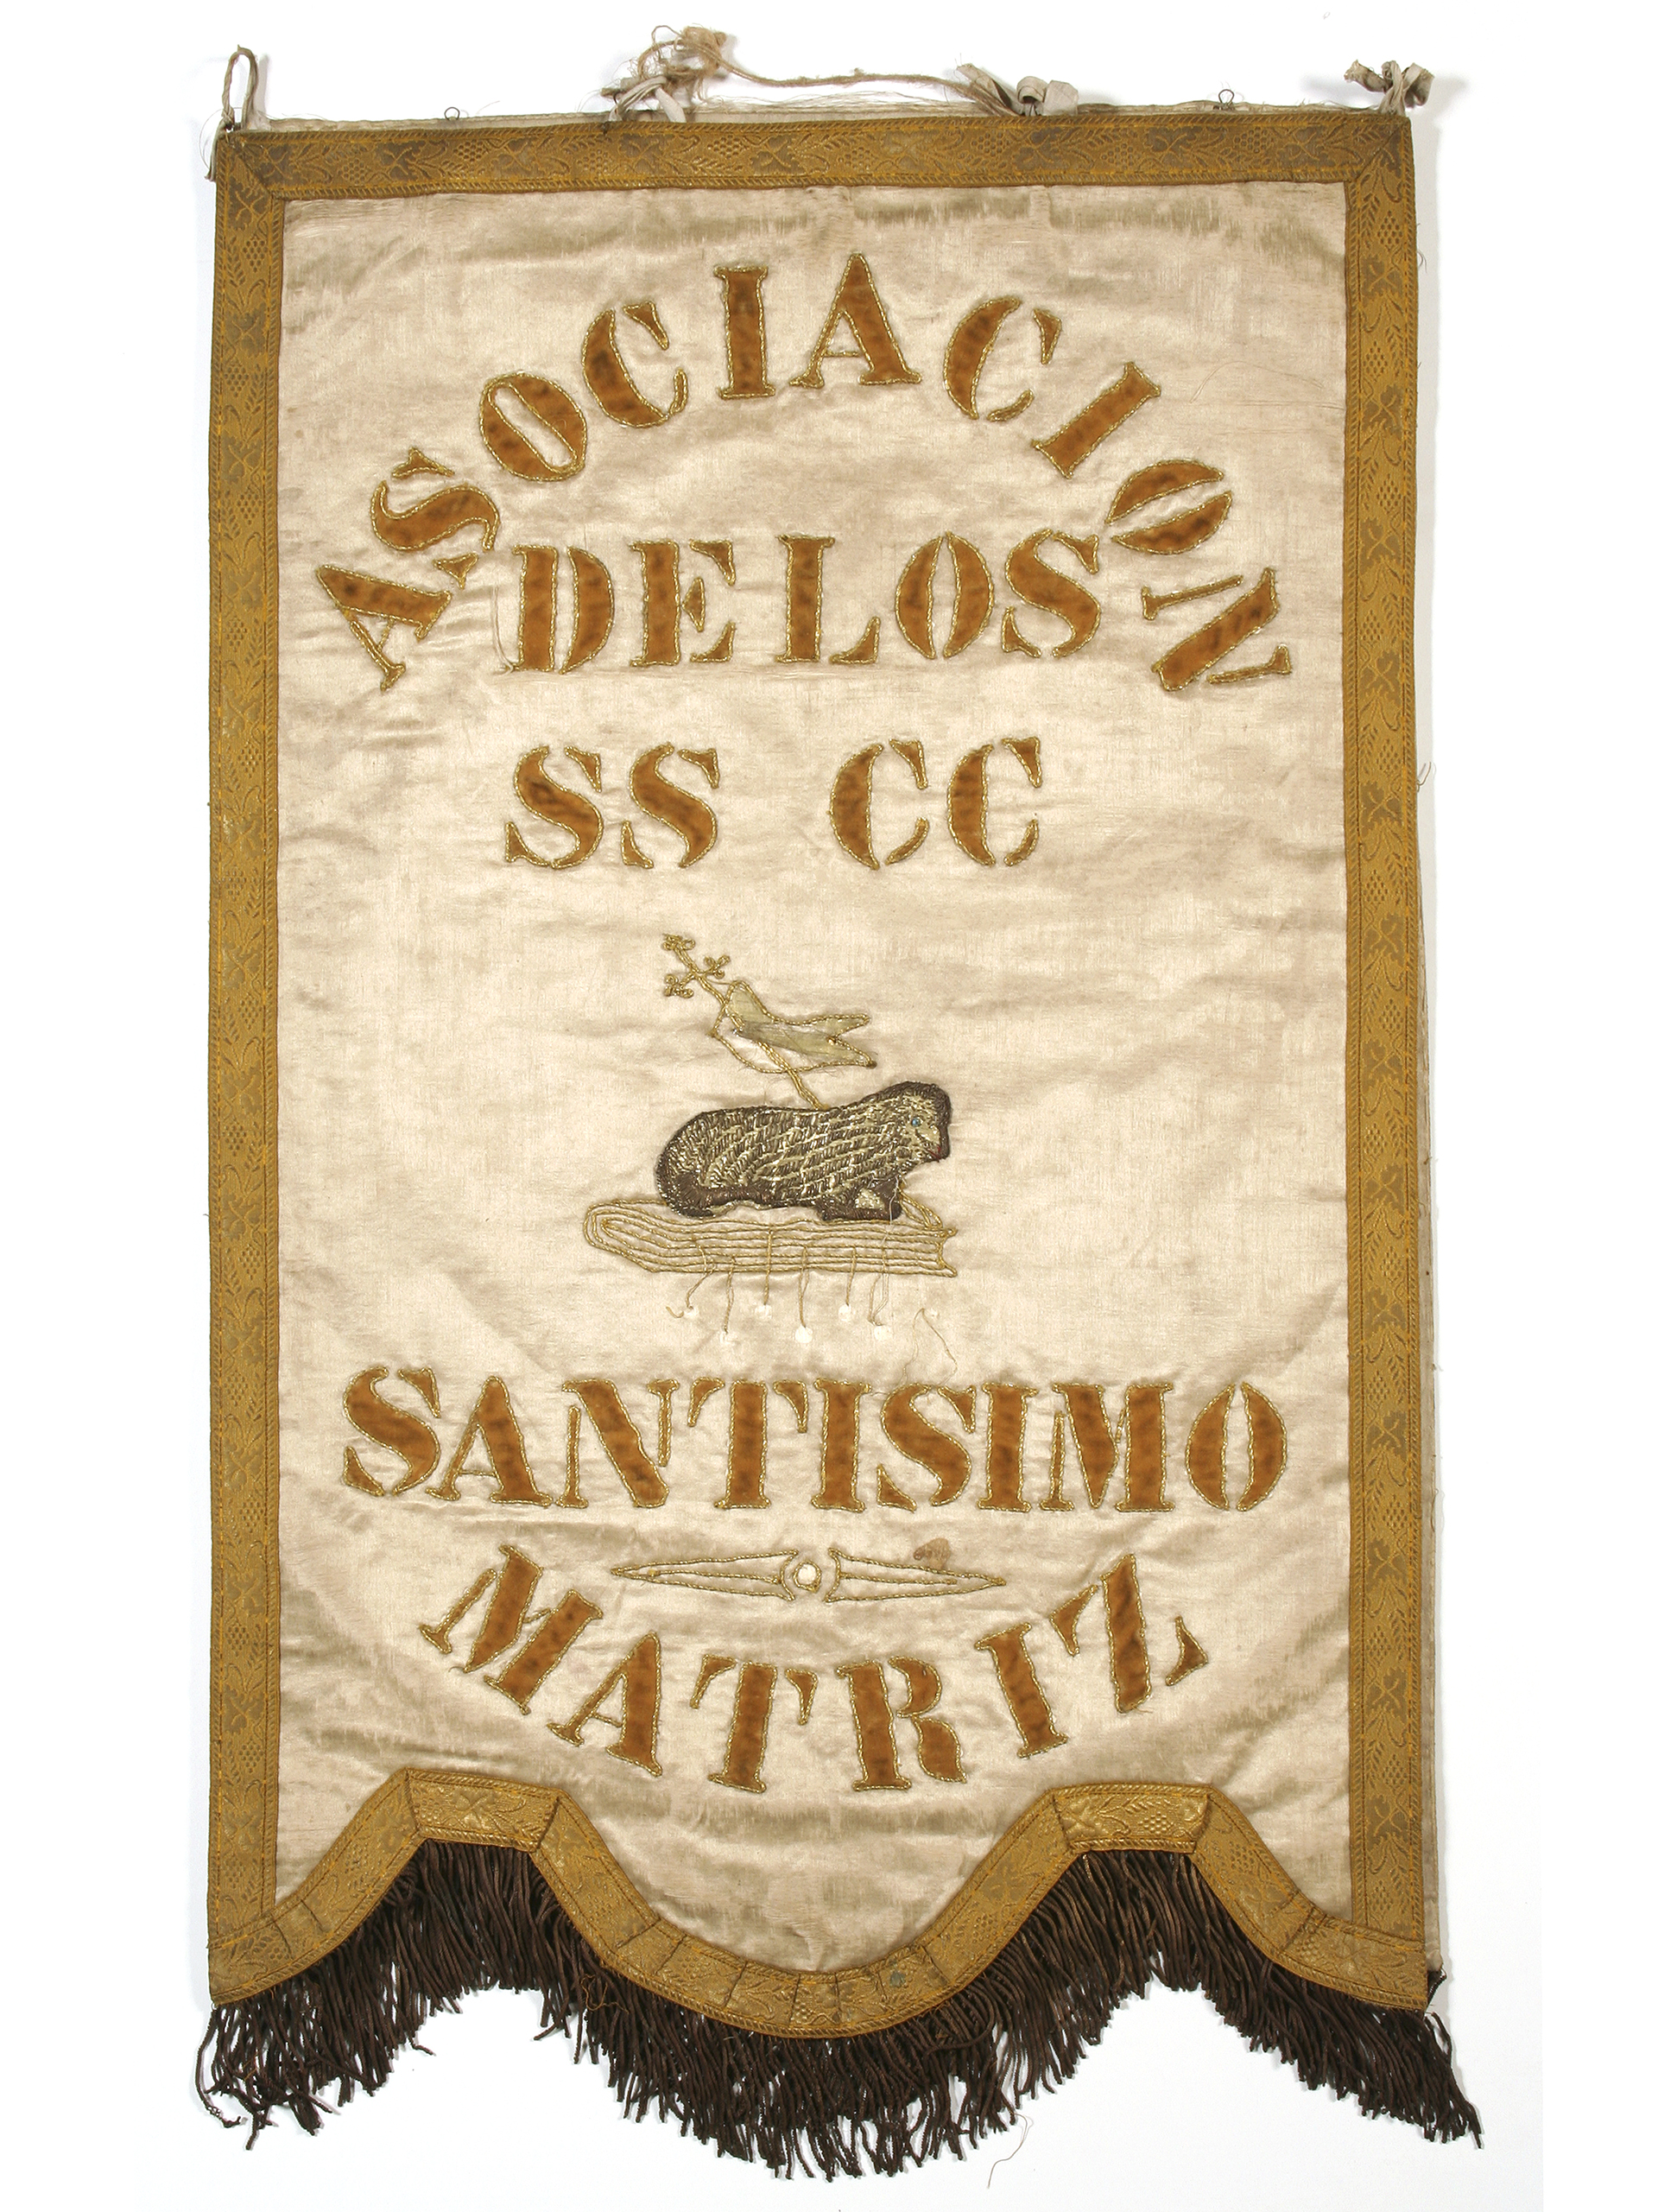 ASOCIACION
DE LOS
SS CC
SANTISIMO
MATRIZ